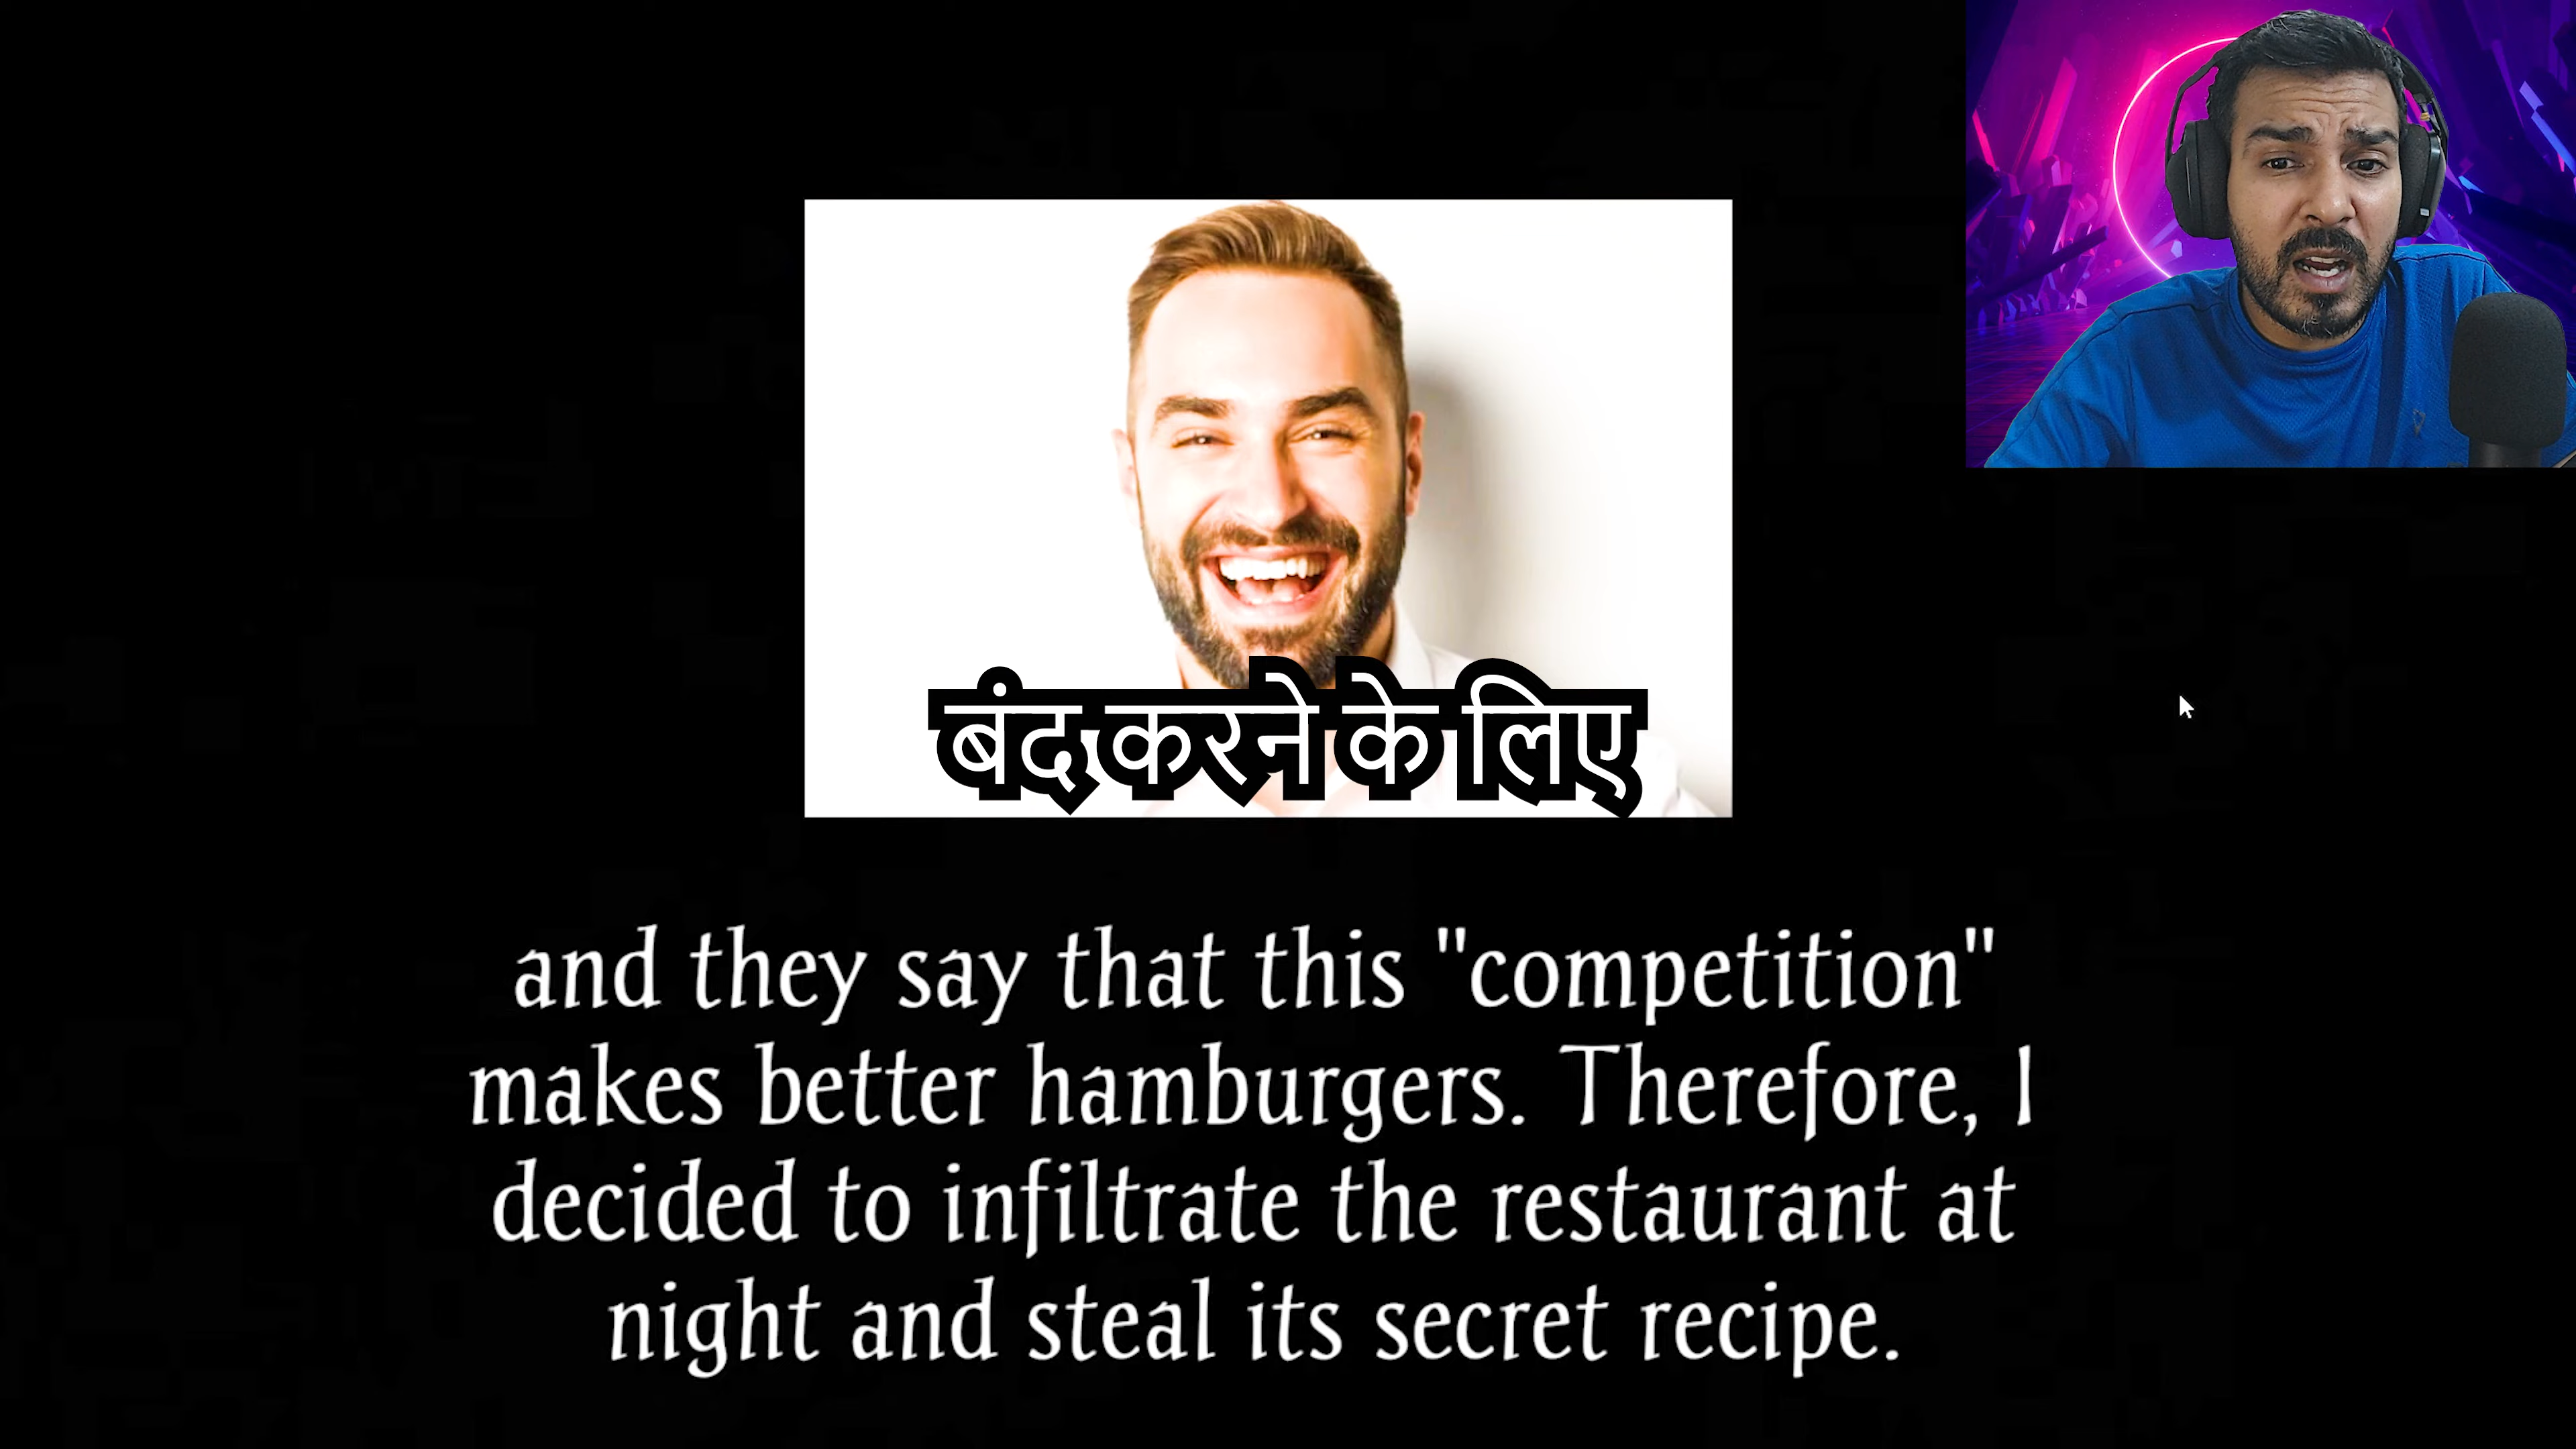 बंद करने के लिए
and they say that this "competition"
makes better hamburgers. Therefore, I
decided to infiltrate the restaurant at
night and steal its secret recipe.